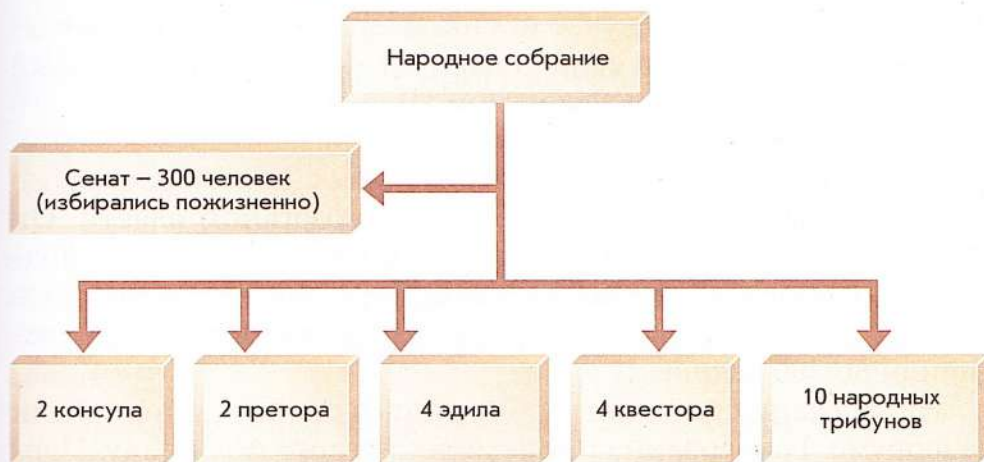 Народное собрание
Сенат – 300 человек
(избирались пожизненно)
2 консула
2 претора
4 эдила
4 квестора
10 народных
трибунов